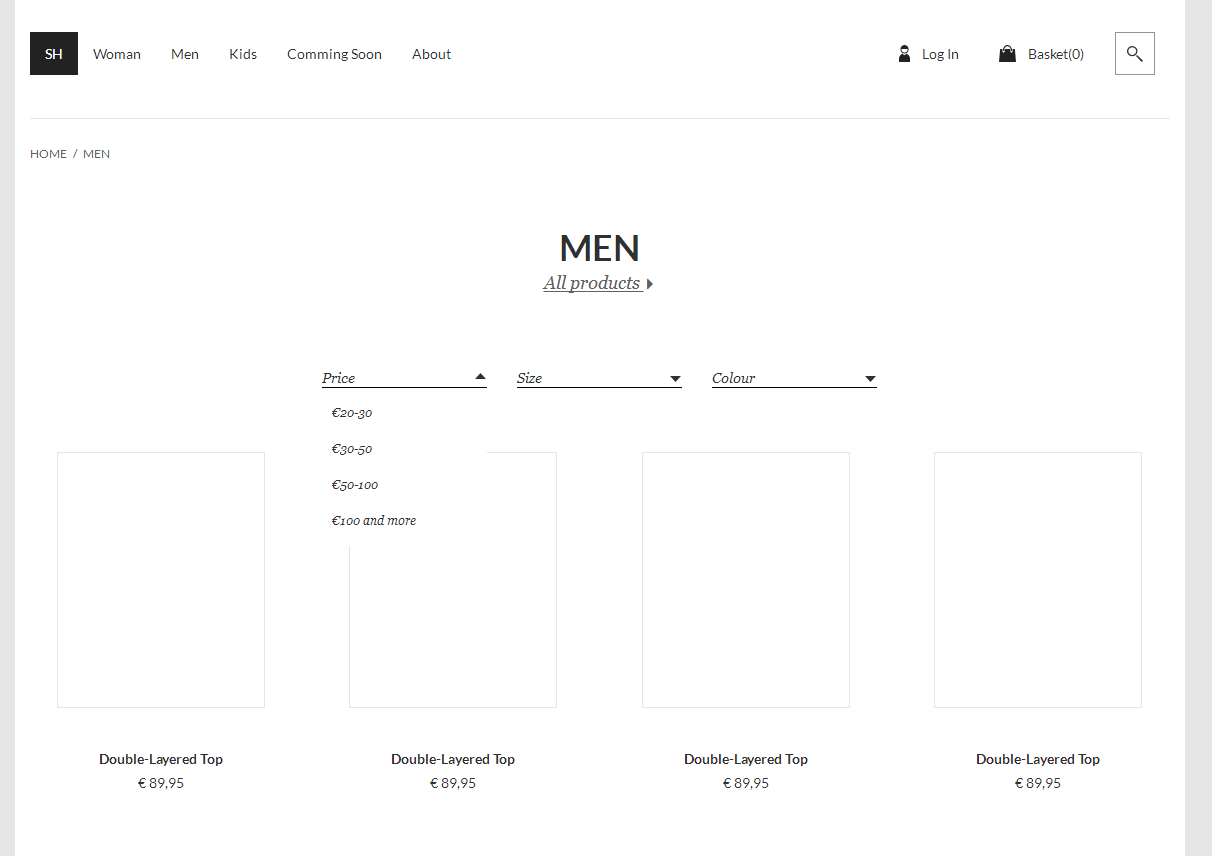 SH Woman Men Kids Comming Soon About Log In Basket(0)
HOME / MEN
MEN
All products
Price Size Colour
€20-30
€30-50
€50-100
€100 and more
Double-Layered Top Double-Layered Top Double-Layered Top Double-Layered Top
€ 89,95 € 89,95 € 89,95 € 89,95